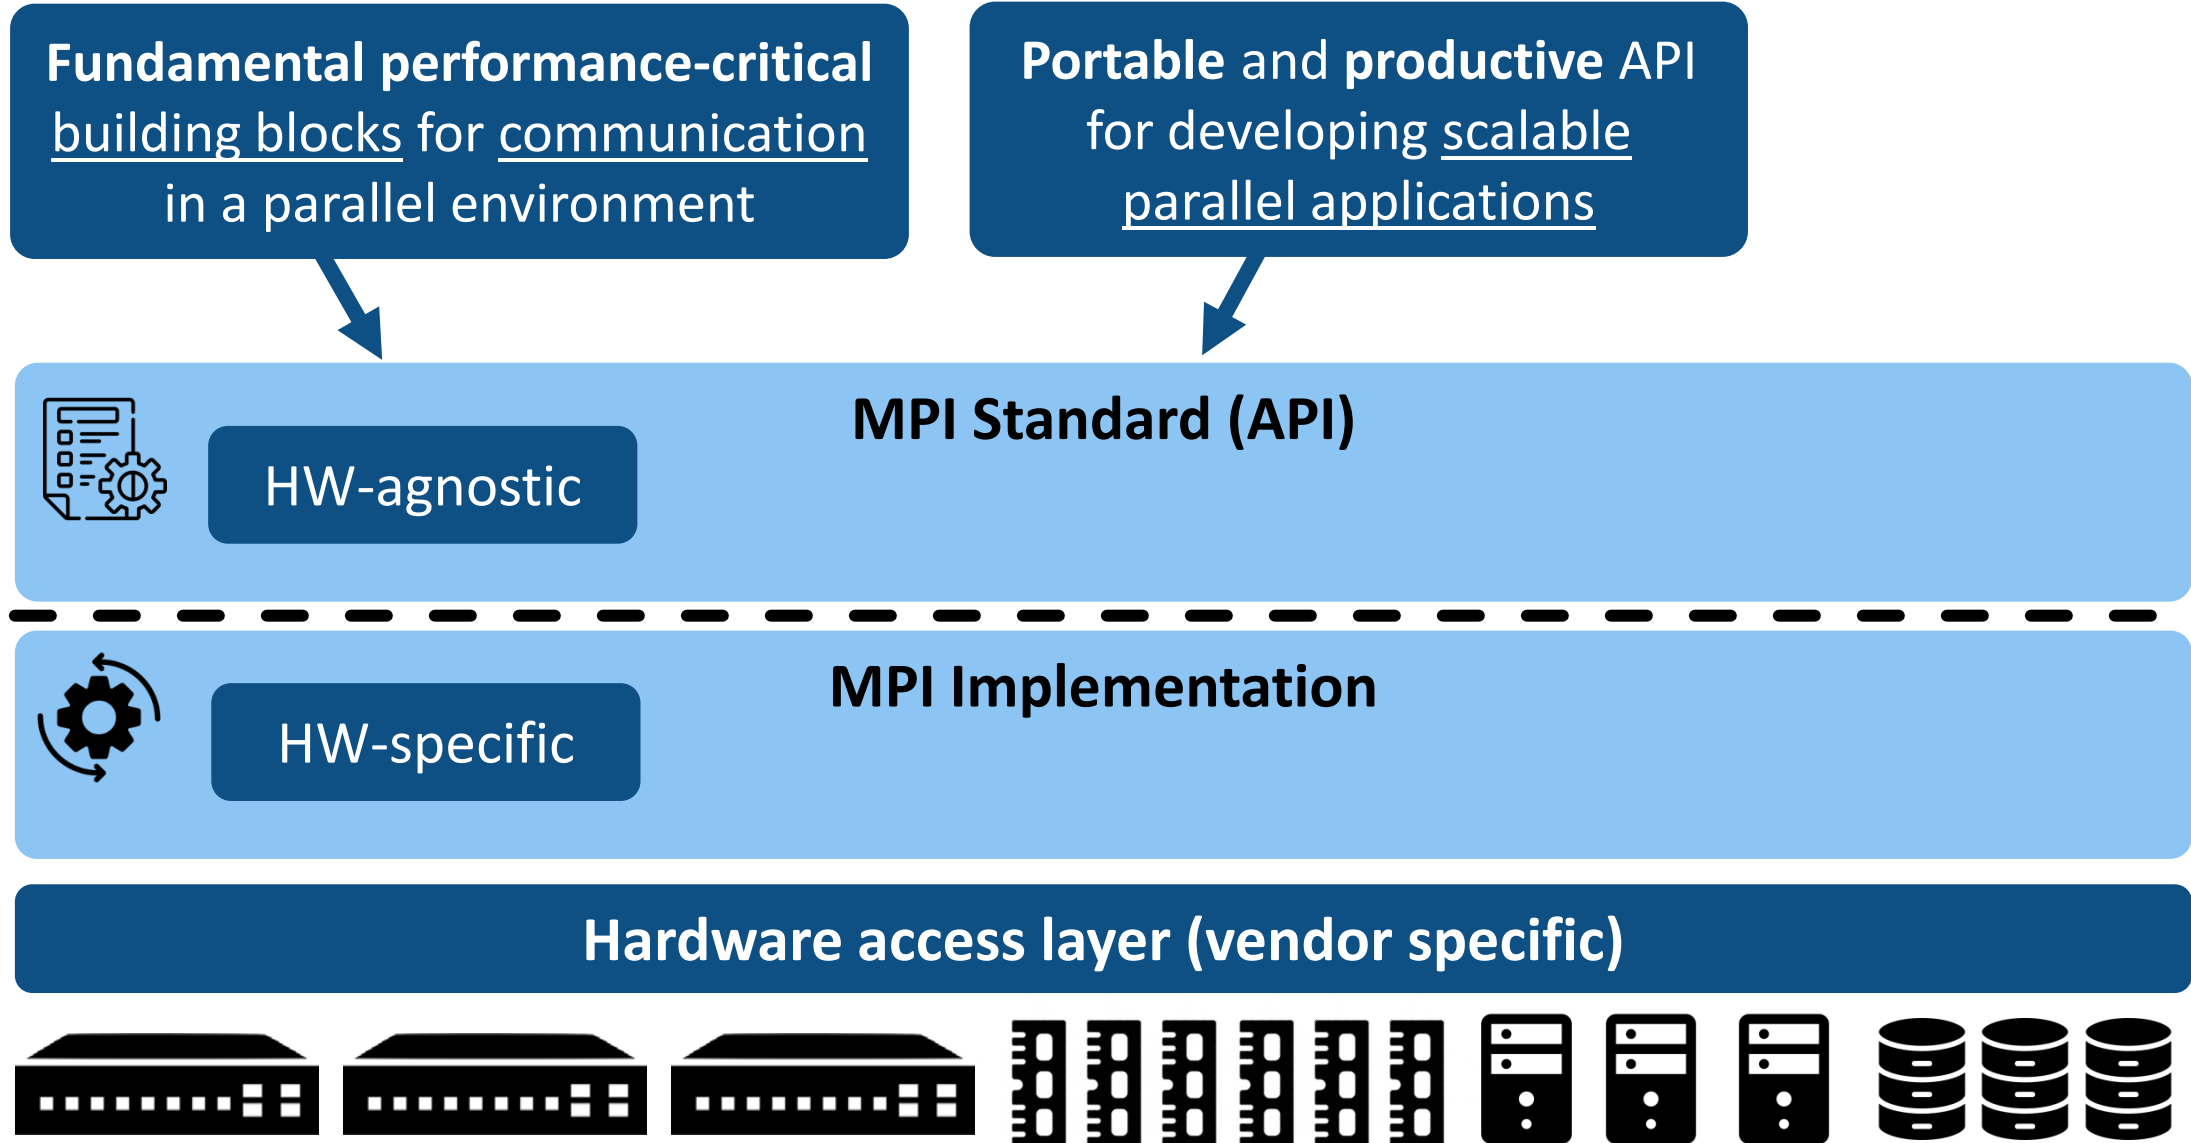 Fundamental performance-critical
building blocks for communication
in a parallel environment
Portable and productive API
for developing scalable
parallel applications
MPI Standard (API)
HW-agnostic
MPI Implementation
HW-specific
Hardware access layer (vendor specific)